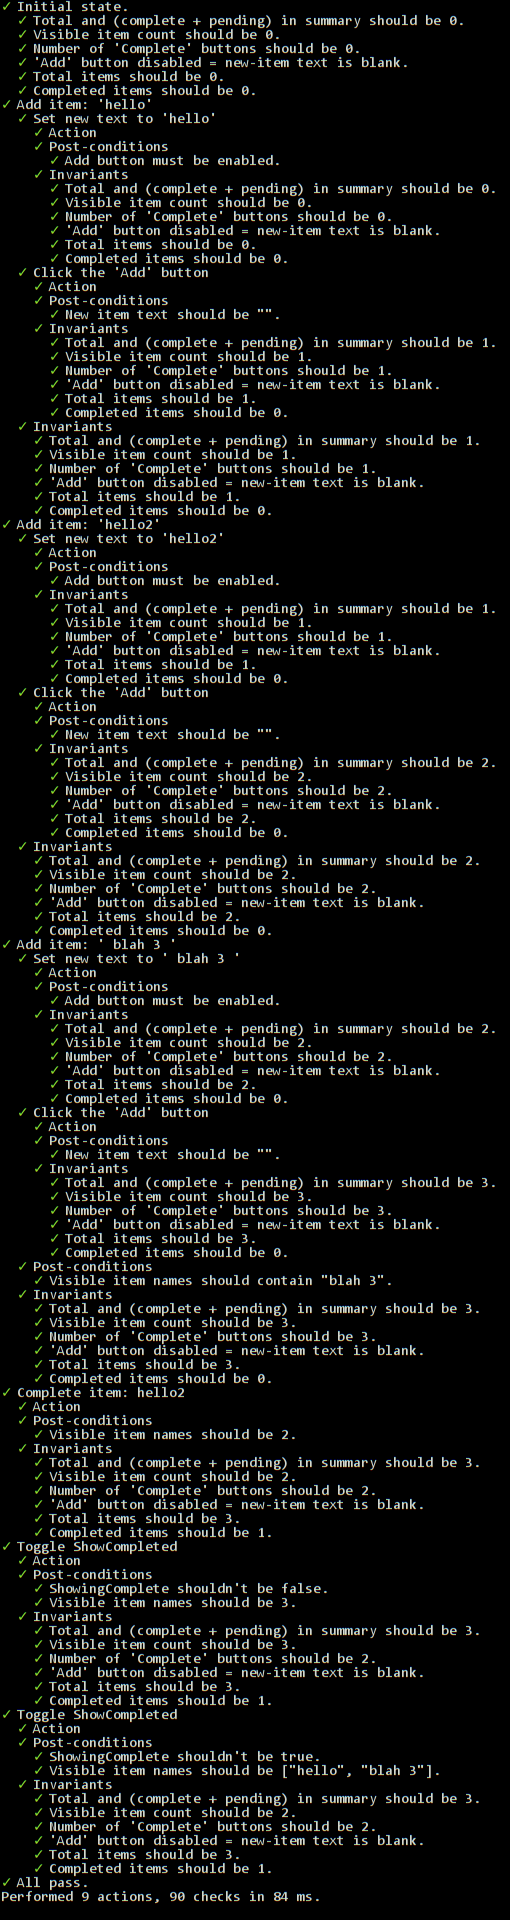 ✓ Initial state.
✓ Total and (complete + pending) in summary should be 0.
✓ Visible item count should be 0.
✓ Number of 'Complete' buttons should be 0.
✓ 'Add' button disabled = new-item text is blank.
✓ Total items should be 0.
✓ Completed items should be 0.
✓ Add item: 'hello'
✓ Set new text to 'hello'
✓ Action
✓ Post-conditions
✓ Add button must be enabled.
✓ Invariants
✓ Total and (complete + pending) in summary should be 0.
✓ Visible item count should be 0.
✓ Number of 'Complete' buttons should be 0.
✓ 'Add' button disabled = new-item text is blank.
✓ Total items should be 0.
✓ Completed items should be 0.
✓ Click the 'Add' button
✓ Action
✓ Post-conditions
✓ New item text should be "".
✓ Invariants
✓ Total and (complete + pending) in summary should be 1.
✓ Visible item count should be 1.
✓ Number of 'Complete' buttons should be 1.
✓ 'Add' button disabled = new-item text is blank.
✓ Total items should be 1.
✓ Completed items should be 0.
✓ Invariants
✓ Total and (complete + pending) in summary should be 1.
✓ Visible item count should be 1.
✓ Number of 'Complete' buttons should be 1.
✓ 'Add' button disabled = new-item text is blank.
✓ Total items should be 1.
✓ Completed items should be 0.
✓ Add item: 'hello2'
✓ Set new text to 'hello2'
✓ Action
✓ Post-conditions
✓ Add button must be enabled.
✓ Invariants
✓ Total and (complete + pending) in summary should be 1.
✓ Visible item count should be 1.
✓ Number of 'Complete' buttons should be 1.
✓ 'Add' button disabled = new-item text is blank.
✓ Total items should be 1.
✓ Completed items should be 0.
✓ Click the 'Add' button
✓ Action
✓ Post-conditions
✓ New item text should be "".
✓ Invariants
✓ Total and (complete + pending) in summary should be 2.
✓ Visible item count should be 2.
✓ Number of 'Complete' buttons should be 2.
✓ 'Add' button disabled = new-item text is blank.
✓ Total items should be 2.
✓ Completed items should be 0.
✓ Invariants
✓ Total and (complete + pending) in summary should be 2.
✓ Visible item count should be 2.
✓ Number of 'Complete' buttons should be 2.
✓ 'Add' button disabled = new-item text is blank.
✓ Total items should be 2.
✓ Completed items should be 0.
✓ Add item: ' blah 3 '
✓ Set new text to ' blah 3 '
✓ Action
✓ Post-conditions
✓ Add button must be enabled.
✓ Invariants
✓ Total and (complete + pending) in summary should be 2.
✓ Visible item count should be 2.
✓ Number of 'Complete' buttons should be 2.
✓ 'Add' button disabled = new-item text is blank.
✓ Total items should be 2.
✓ Completed items should be 0.
✓ Click the 'Add' button
✓ Action
✓ Post-conditions
✓ New item text should be "".
✓ Invariants
✓ Total and (complete + pending) in summary should be 3.
✓ Visible item count should be 3.
✓ Number of 'Complete' buttons should be 3.
✓ 'Add' button disabled = new-item text is blank.
✓ Total items should be 3.
✓ Completed items should be 0.
✓ Post-conditions
✓ Visible item names should contain "blah 3".
✓ Invariants
✓ Total and (complete + pending) in summary should be 3.
✓ Visible item count should be 3.
✓ Number of 'Complete' buttons should be 3.
✓ 'Add' button disabled = new-item text is blank.
✓ Total items should be 3.
✓ Completed items should be 0.
✓ Complete item: hello2
✓ Action
✓ Post-conditions
✓ Visible item names should be 2.
✓ Invariants
✓ Total and (complete + pending) in summary should be 3.
✓ Visible item count should be 2.
✓ Number of 'Complete' buttons should be 2.
✓ 'Add' button disabled = new-item text is blank.
✓ Total items should be 3.
✓ Completed items should be 1.
✓ Toggle ShowCompleted
✓ Action
✓ Post-conditions
✓ ShowingComplete shouldn't be false.
✓ Visible item names should be 3.
✓ Invariants
✓ Total and (complete + pending) in summary should be 3.
✓ Visible item count should be 3.
✓ Number of 'Complete' buttons should be 2.
✓ 'Add' button disabled = new-item text is blank.
✓ Total items should be 3.
✓ Completed items should be 1.
✓ Toggle ShowCompleted
✓ Action
✓ Post-conditions
✓ ShowingComplete shouldn't be true.
✓ Visible item names should be ["hello", "blah 3"].
✓ Invariants
✓ Total and (complete + pending) in summary should be 3.
✓ Visible item count should be 2.
✓ Number of 'Complete' buttons should be 2.
✓ 'Add' button disabled = new-item text is blank.
✓ Total items should be 3.
✓ Completed items should be 1.
✓ All pass.
Performed 9 actions, 90 checks in 84 ms.